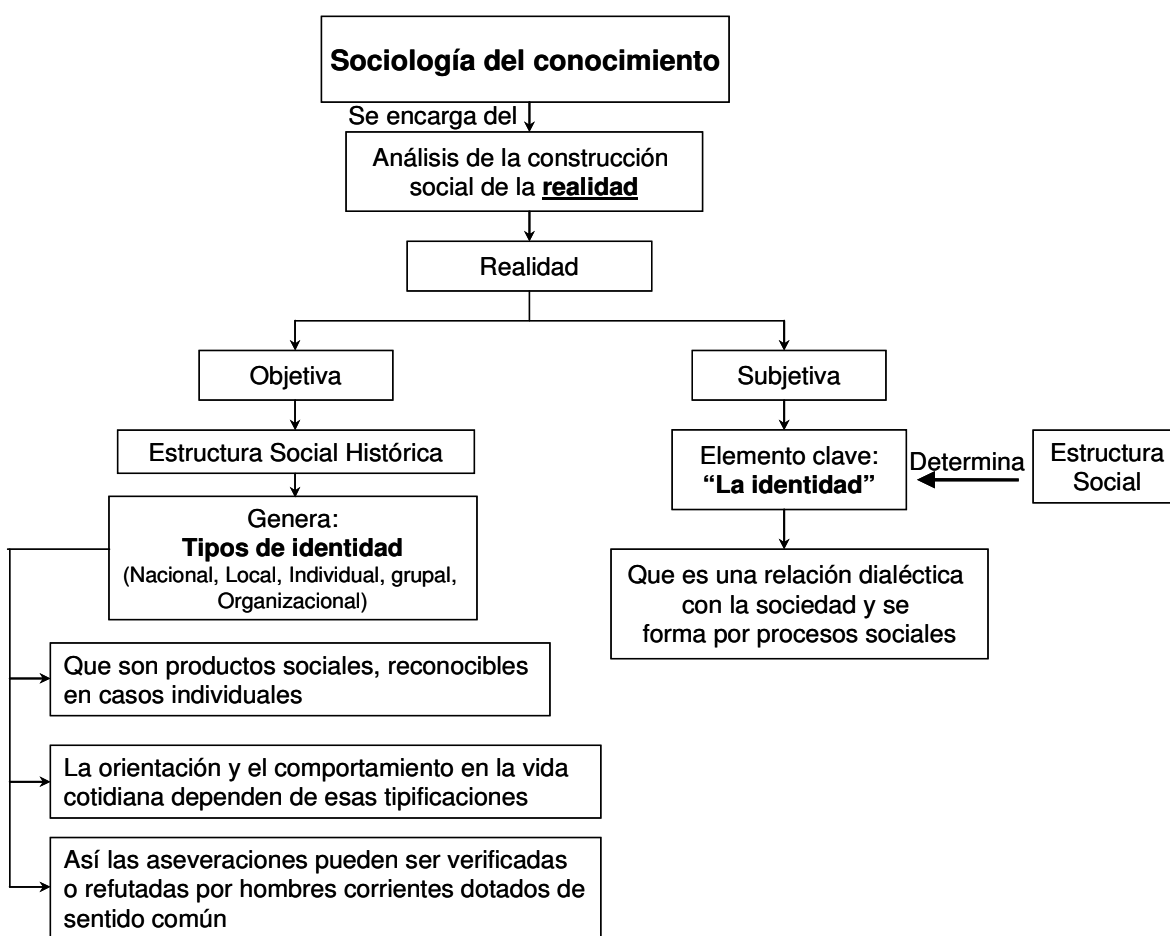 Sociología del conocimiento
Se encarga del
Análisis de la construcción
social de la realidad
Realidad
Objetiva
Subjetiva
Estructura Social Histórica
Elemento clave:
“La identidad”
Determina
Estructura
Social
Genera:
Tipos de identidad
(Nacional, Local, Individual, grupal,
Organizacional)
Que es una relación dialéctica
con la sociedad y se
forma por procesos sociales
Que son productos sociales, reconocibles
en casos individuales
La orientación y el comportamiento en la vida
cotidiana dependen de esas tipificaciones
Así las aseveraciones pueden ser verificadas
o refutadas por hombres corrientes dotados de
sentido común